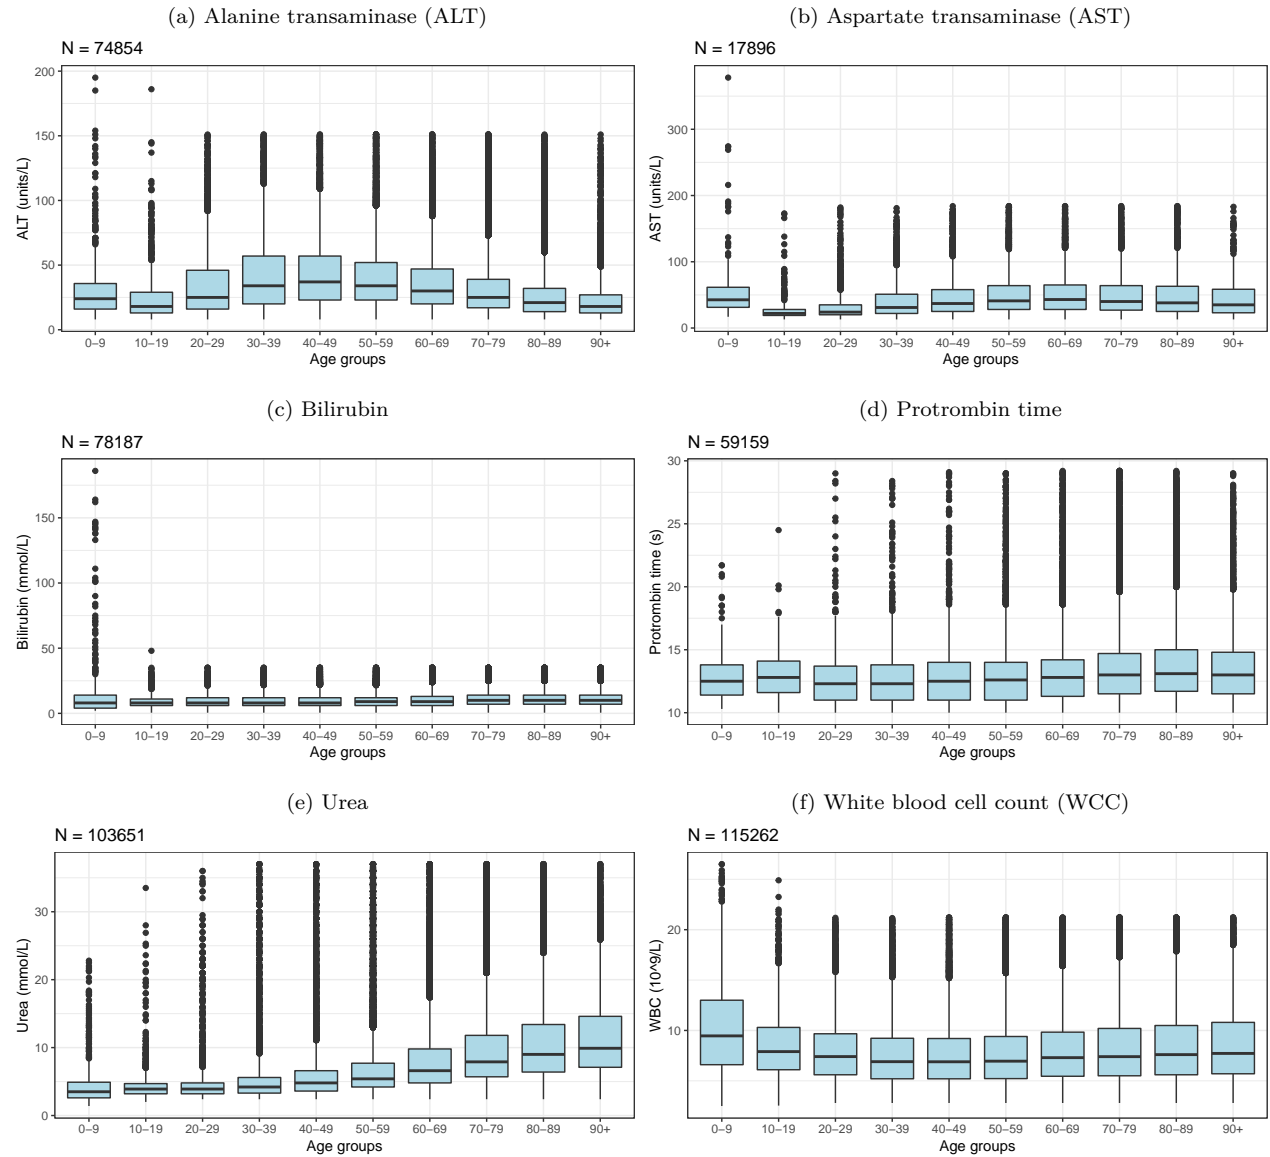 (a) Alanine transaminase (ALT)
N = 74854
ALT (units/L)
200
150
100
50
0
0–9 10–19 20–29 30–39 40–49 50–59 60–69 70–79 80–89 90+
Age groups
(b) Aspartate transaminase (AST)
N = 17896
AST (units/L)
300
200
100
0
0–9 10–19 20–29 30–39 40–49 50–59 60–69 70–79 80–89 90+
Age groups
(c) Bilirubin
N = 78187
Bilirubin (mmol/L)
150
100
50
0
0–9 10–19 20–29 30–39 40–49 50–59 60–69 70–79 80–89 90+
Age groups
(d) Protrombin time
N = 59159
Protrombin time (s)
30
25
20
15
10
0–9 10–19 20–29 30–39 40–49 50–59 60–69 70–79 80–89 90+
Age groups
(e) Urea
N = 103651
Urea (mmol/L)
30
20
10
0
0–9 10–19 20–29 30–39 40–49 50–59 60–69 70–79 80–89 90+
Age groups
(f) White blood cell count (WCC)
N = 115262
WBC (10^9/L)
20
10
0–9 10–19 20–29 30–39 40–49 50–59 60–69 70–79 80–89 90+
Age groups